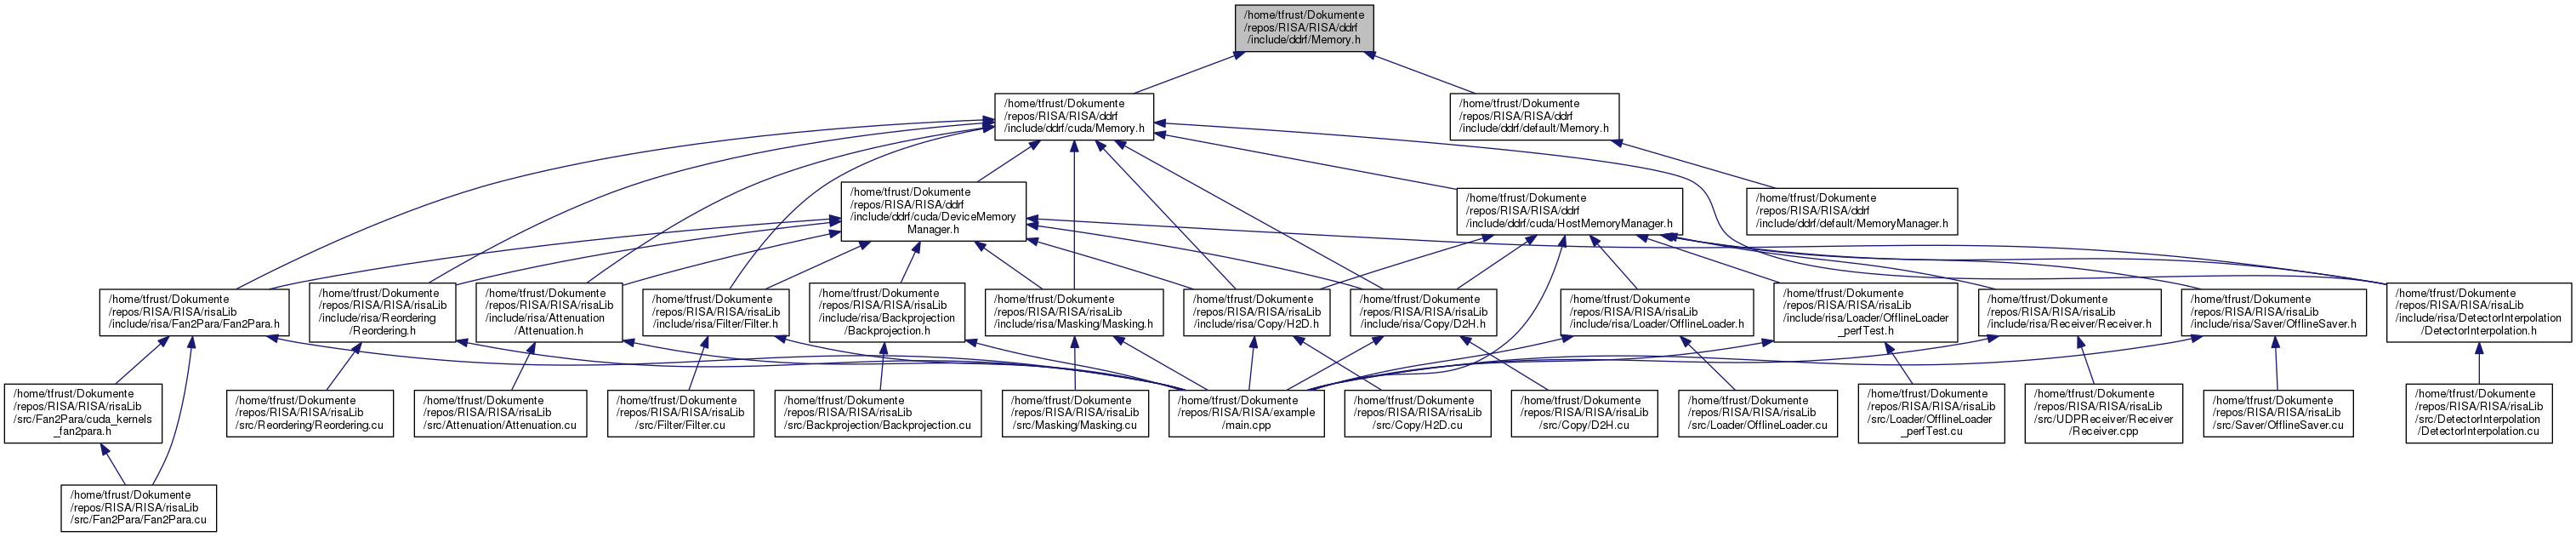 /home/tfrust/Dokumente
/repos/RISA/RISA/ddrf
/include/ddrf/Memory.h
/home/tfrust/Dokumente
/repos/RISA/RISA/ddrf
/include/ddrf/cuda/Memory.h
/home/tfrust/Dokumente
/repos/RISA/RISA/ddrf
/include/ddrf/default/Memory.h
/home/tfrust/Dokumente
/repos/RISA/RISA/ddrf
/include/ddrf/cuda/DeviceMemory
Manager.h
/home/tfrust/Dokumente
/repos/RISA/RISA/ddrf
/include/ddrf/cuda/HostMemoryManager.h
/home/tfrust/Dokumente
/repos/RISA/RISA/ddrf
/include/ddrf/default/MemoryManager.h
/home/tfrust/Dokumente
/repos/RISA/RISA/risaLib
/include/risa/Fan2Para/Fan2Para.h
/home/tfrust/Dokumente
/repos/RISA/RISA/risaLib
/include/risa/Reordering
/Reordering.h
/home/tfrust/Dokumente
/repos/RISA/RISA/risaLib
/include/risa/Attenuation
/Attenuation.h
/home/tfrust/Dokumente
/repos/RISA/RISA/risaLib
/include/risa/Filter/Filter.h
/home/tfrust/Dokumente
/repos/RISA/RISA/risaLib
/include/risa/Backprojection
/Backprojection.h
/home/tfrust/Dokumente
/repos/RISA/RISA/risaLib
/include/risa/Masking/Masking.h
/home/tfrust/Dokumente
/repos/RISA/RISA/risaLib
/include/risa/Copy/H2D.h
/home/tfrust/Dokumente
/repos/RISA/RISA/risaLib
/include/risa/Copy/D2H.h
/home/tfrust/Dokumente
/repos/RISA/RISA/risaLib
/include/risa/Loader/OfflineLoader.h
/home/tfrust/Dokumente
/repos/RISA/RISA/risaLib
/include/risa/Loader/OfflineLoader
_perfTest.h
/home/tfrust/Dokumente
/repos/RISA/RISA/risaLib
/include/risa/Receiver/Receiver.h
/home/tfrust/Dokumente
/repos/RISA/RISA/risaLib
/include/risa/Saver/OfflineSaver.h
/home/tfrust/Dokumente
/repos/RISA/RISA/risaLib
/include/risa/DetectorInterpolation
/DetectorInterpolation.h
/home/tfrust/Dokumente
/repos/RISA/RISA/risaLib
/src/Fan2Para/cuda_kernels
_fan2para.h
/home/tfrust/Dokumente
/repos/RISA/RISA/risaLib
/src/Reordering/Reordering.cu
/home/tfrust/Dokumente
/repos/RISA/RISA/risaLib
/src/Attenuation/Attenuation.cu
/home/tfrust/Dokumente
/repos/RISA/RISA/risaLib
/src/Filter/Filter.cu
/home/tfrust/Dokumente
/repos/RISA/RISA/risaLib
/src/Backprojection/Backprojection.cu
/home/tfrust/Dokumente
/repos/RISA/RISA/risaLib
/src/Masking/Masking.cu
/home/tfrust/Dokumente
/repos/RISA/RISA/example
/main.cpp
/home/tfrust/Dokumente
/repos/RISA/RISA/risaLib
/src/Copy/H2D.cu
/home/tfrust/Dokumente
/repos/RISA/RISA/risaLib
/src/Copy/D2H.cu
/home/tfrust/Dokumente
/repos/RISA/RISA/risaLib
/src/Loader/OfflineLoader.cu
/home/tfrust/Dokumente
/repos/RISA/RISA/risaLib
/src/Loader/OfflineLoader
_perfTest.cu
/home/tfrust/Dokumente
/repos/RISA/RISA/risaLib
/src/UDPReceiver/Receiver
/Receiver.cpp
/home/tfrust/Dokumente
/repos/RISA/RISA/risaLib
/src/Saver/OfflineSaver.cu
/home/tfrust/Dokumente
/repos/RISA/RISA/risaLib
/src/DetectorInterpolation
/DetectorInterpolation.cu
/home/tfrust/Dokumente
/repos/RISA/RISA/risaLib
/src/Fan2Para/Fan2Para.cu